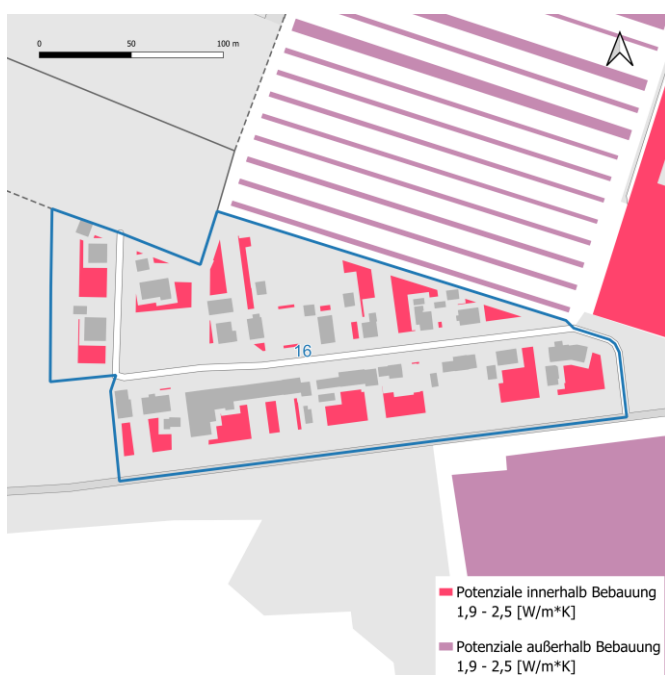 0 50 100 m
16
Potenziale innerhalb Bebauung
1,9 - 2,5 [W/m*K]
Potenziale außerhalb Bebauung
1,9 - 2,5 [W/m*K]